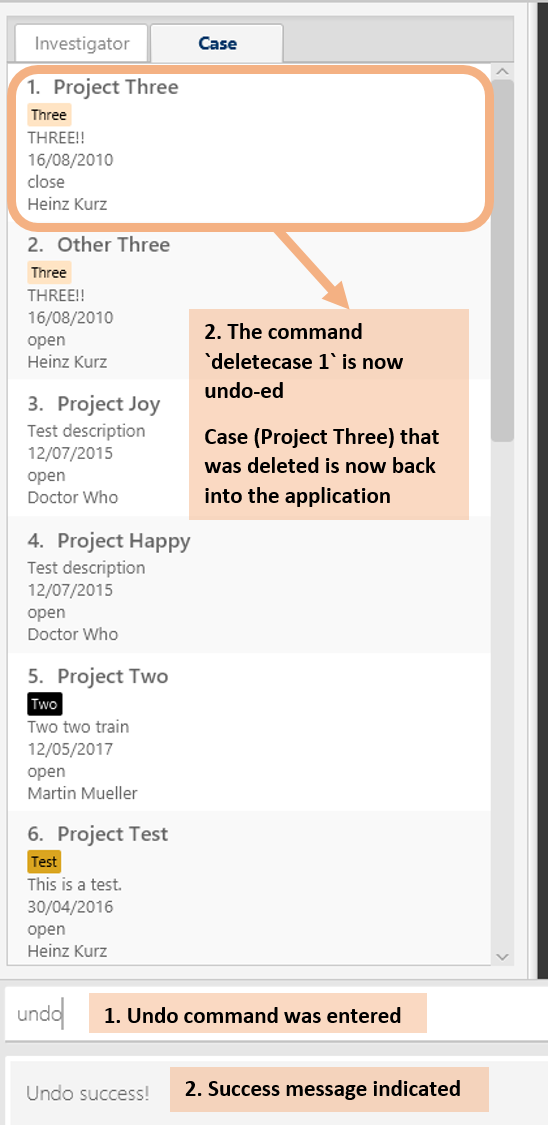 Investigator
Case
1. Project Three
Three
THREE!!
16/08/2010
close
Heinz Kurz
2. Other Three
Three
THREE!!
16/08/2010
open
Heinz Kurz
2. The command
`deletecase 1` is now
undo-ed
Case (Project Three) that
was deleted is now back
into the application
3. Project Joy
Test description
12/07/2015
open
Doctor Who
4. Project Happy
Test description
12/07/2015
open
Doctor Who
5. Project Two
Two
Two two train
12/05/2017
open
Martin Mueller
6. Project Test
Test
This is a test.
30/04/2016
open
Heinz Kurz
undo
1. Undo command was entered
Undo success!
2. Success message indicated